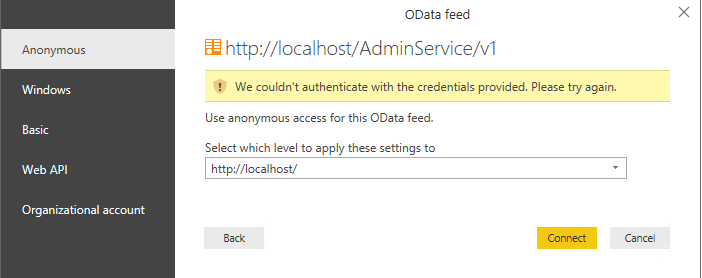 OData feed
Anonymous
Windows
Basic
Web API
Organizational account
http://localhost/AdminService/v1
We couldn't authenticate with the credentials provided. Please try again.
Use anonymous access for this OData feed.
Select which level to apply these settings to
http://localhost/
Back
Connect
Cancel